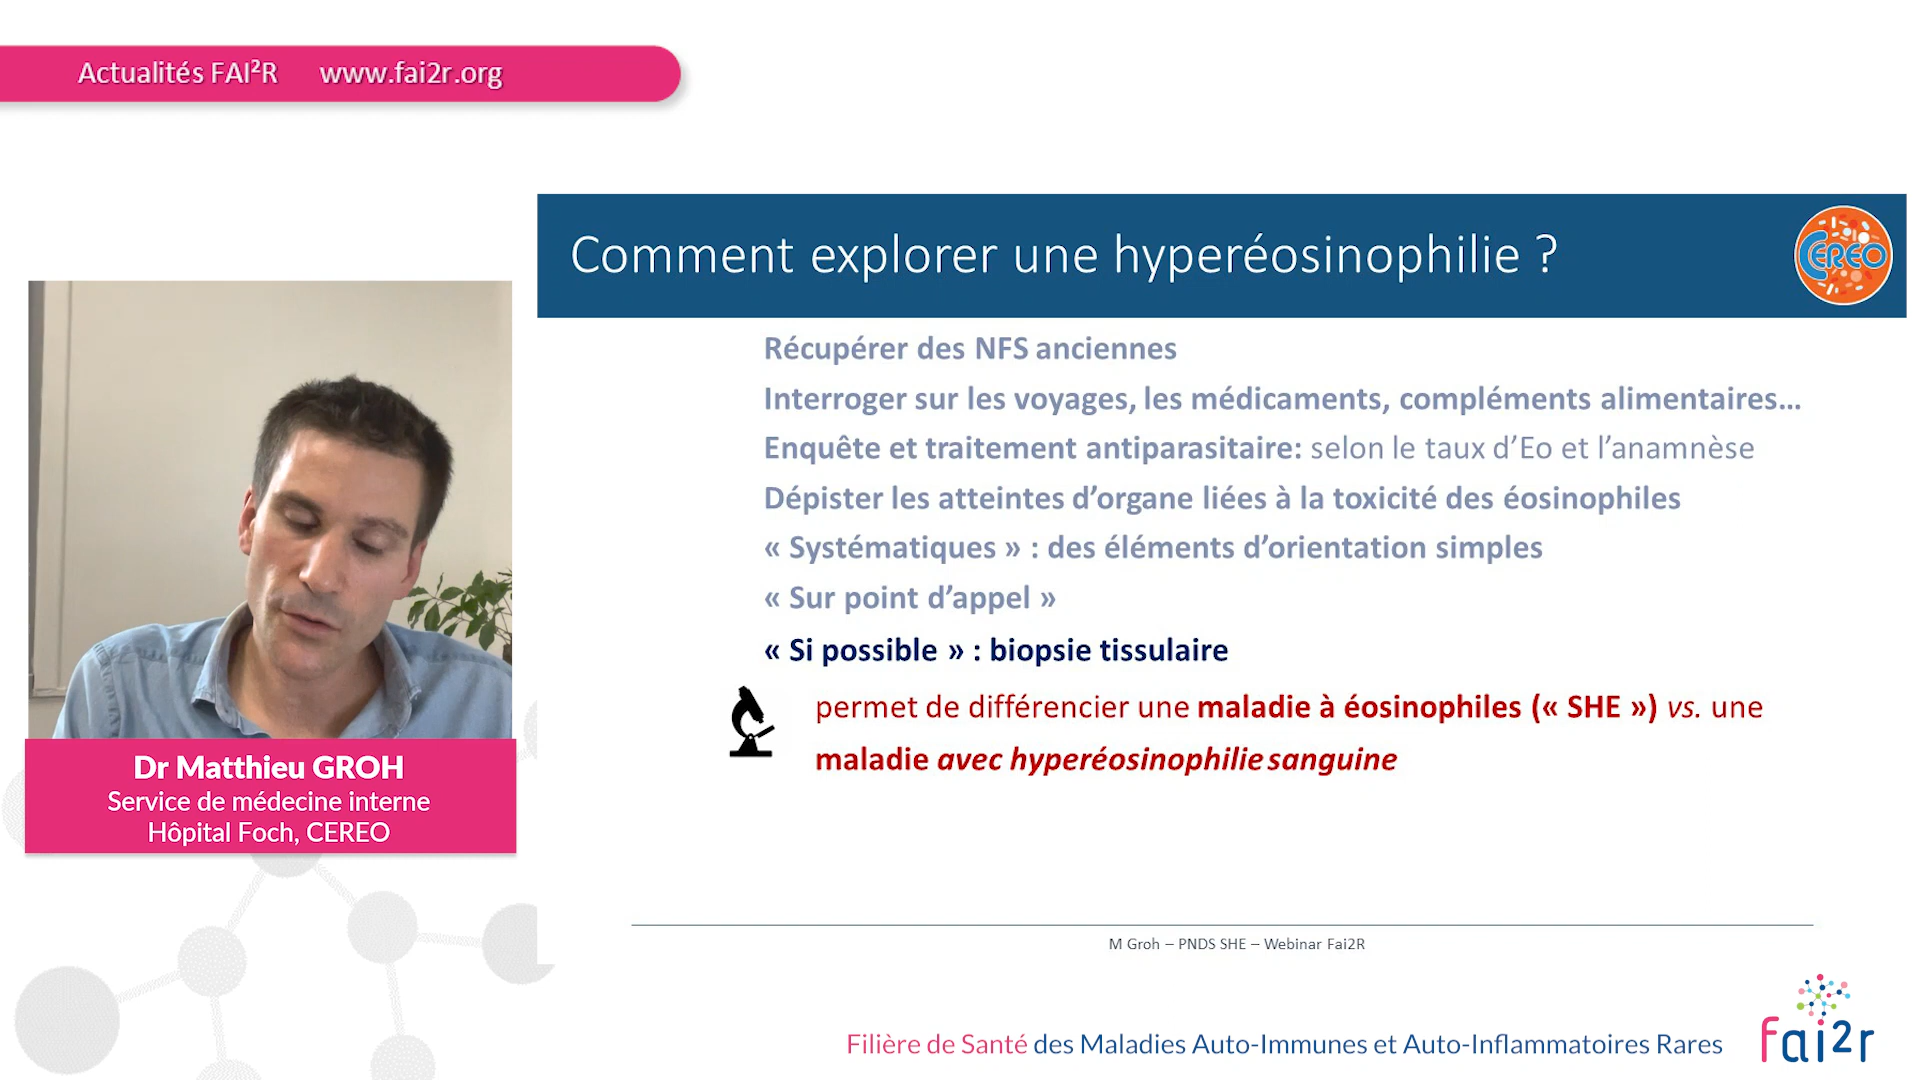 Actualités FAI²R www.fai2r.org
Comment explorer une hyperéosinophilie ?
CEREO
Récupérer des NFS anciennes
Interroger sur les voyages, les médicaments, compléments alimentaires...
Enquête et traitement antiparasitaire: selon le taux d’Eo et l’anamnèse
Dépister les atteintes d’organe liées à la toxicité des éosinophiles
« Systématiques » : des éléments d’orientation simples
« Sur point d’appel »
« Si possible » : biopsie tissulaire
permet de différencier une maladie à éosinophiles (« SHE ») vs. une
maladie avec hyperéosinophilie sanguine
Dr Matthieu GROH
Service de médecine interne
Hôpital Foch, CEREO
M Groh – PNDS SHE – Webinar Fai2R
Filière de Santé des Maladies Auto-Immunes et Auto-Inflammatoires Rares
fai2r